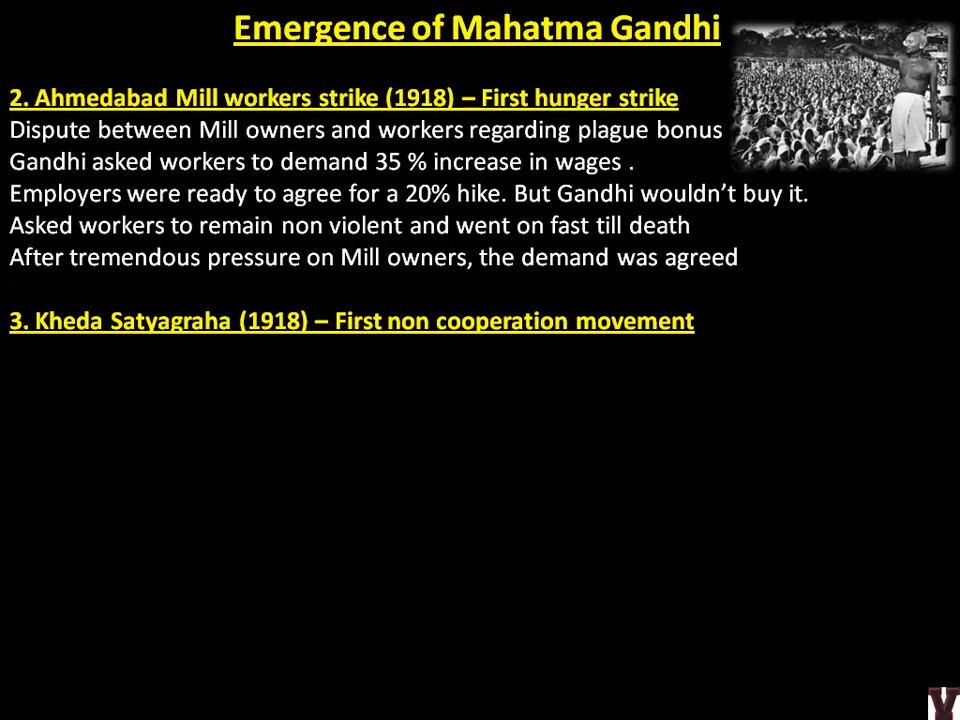 Emergence of Mahatma Gandhi
2. Ahmedabad Mill workers strike (1918) – First hunger strike
Dispute between Mill owners and workers regarding plague bonus
Gandhi asked workers to demand 35 % increase in wages .
Employers were ready to agree for a 20% hike. But Gandhi wouldn’t buy it.
Asked workers to remain non violent and went on fast till death
After tremendous pressure on Mill owners, the demand was agreed
3. Kheda Satyagraha (1918) – First non cooperation movement
V